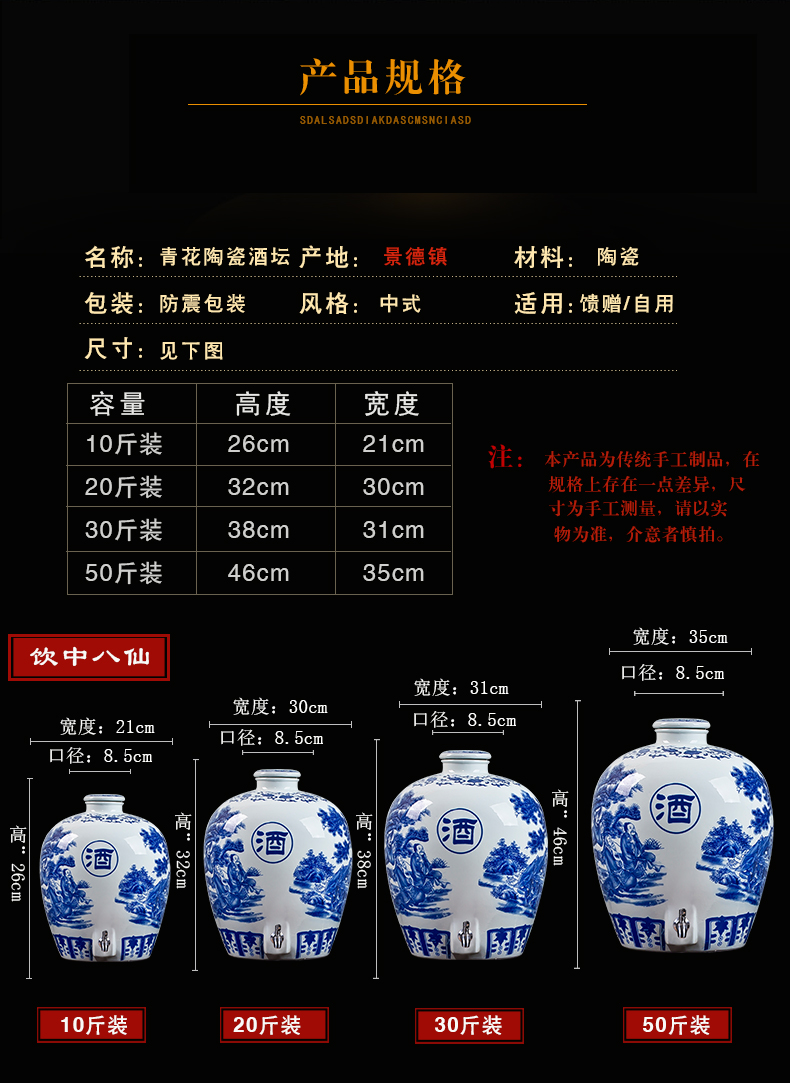 产品规格
SDALSADSDIAKDASCMSNCIASD
名称： 青花陶瓷酒坛 产地： 景德镇 材料： 陶瓷
包装： 防震包装 风格： 中式 适用：馈赠/自用
尺寸： 见下图
容量 高度 宽度
10斤装 26cm 21cm
20斤装 32cm 30cm
30斤装 38cm 31cm
50斤装 46cm 35cm
注： 本产品为传统手工制品，在
规格上存在一点差异，尺
寸为手工测量，请以实
物为准，介意者慎拍。
饮中八仙
宽度：21cm
口径：8.5cm
高：26cm
酒
宽度：30cm
口径：8.5cm
高：32cm
酒
宽度：31cm
口径：8.5cm
高：38cm
酒
宽度：35cm
口径：8.5cm
高：46cm
酒
10斤装
20斤装
30斤装
50斤装